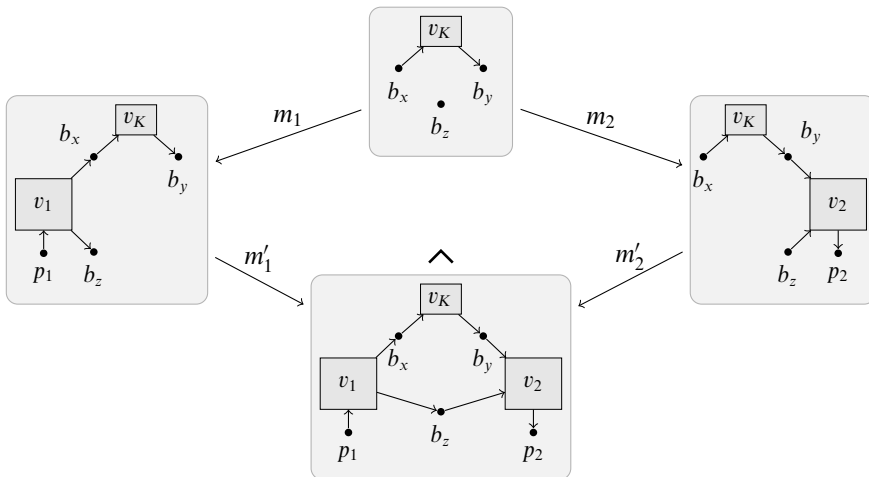 v_K
b_x b_y
b_z
m_1 m_2
v_K
b_x
b_y
v_1
p_1 b_z
v_K
b_y
b_x
v_2
b_z p_2
m'_1 m'_2
v_K
b_x b_y
v_1 v_2
b_z
p_1 p_2